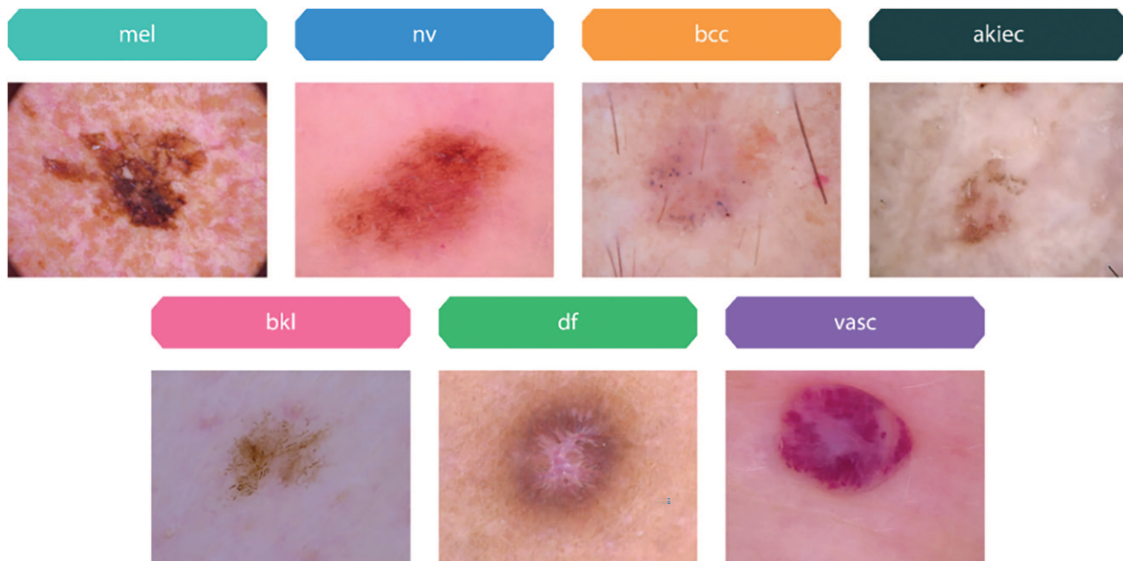 mel
nv
bcc
akiec
bkl
df
vasc